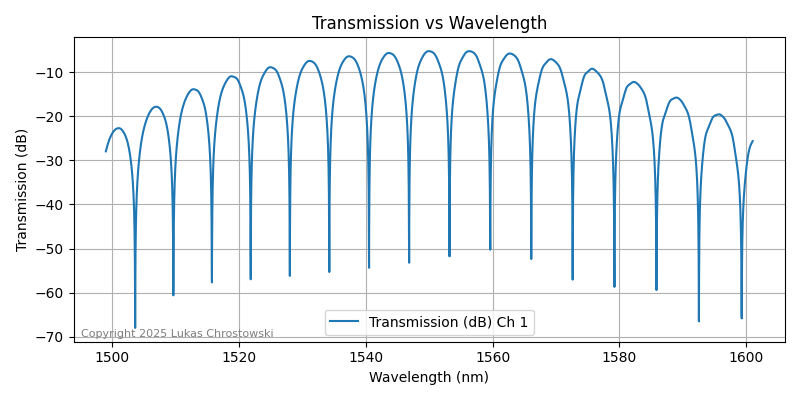 Transmission vs Wavelength
Transmission (dB)
−10
−20
−30
−40
−50
−60
−70
Copyright 2025 Lukas Chrostowski
Transmission (dB) Ch 1
1500
1520
1540
1560
1580
1600
Wavelength (nm)